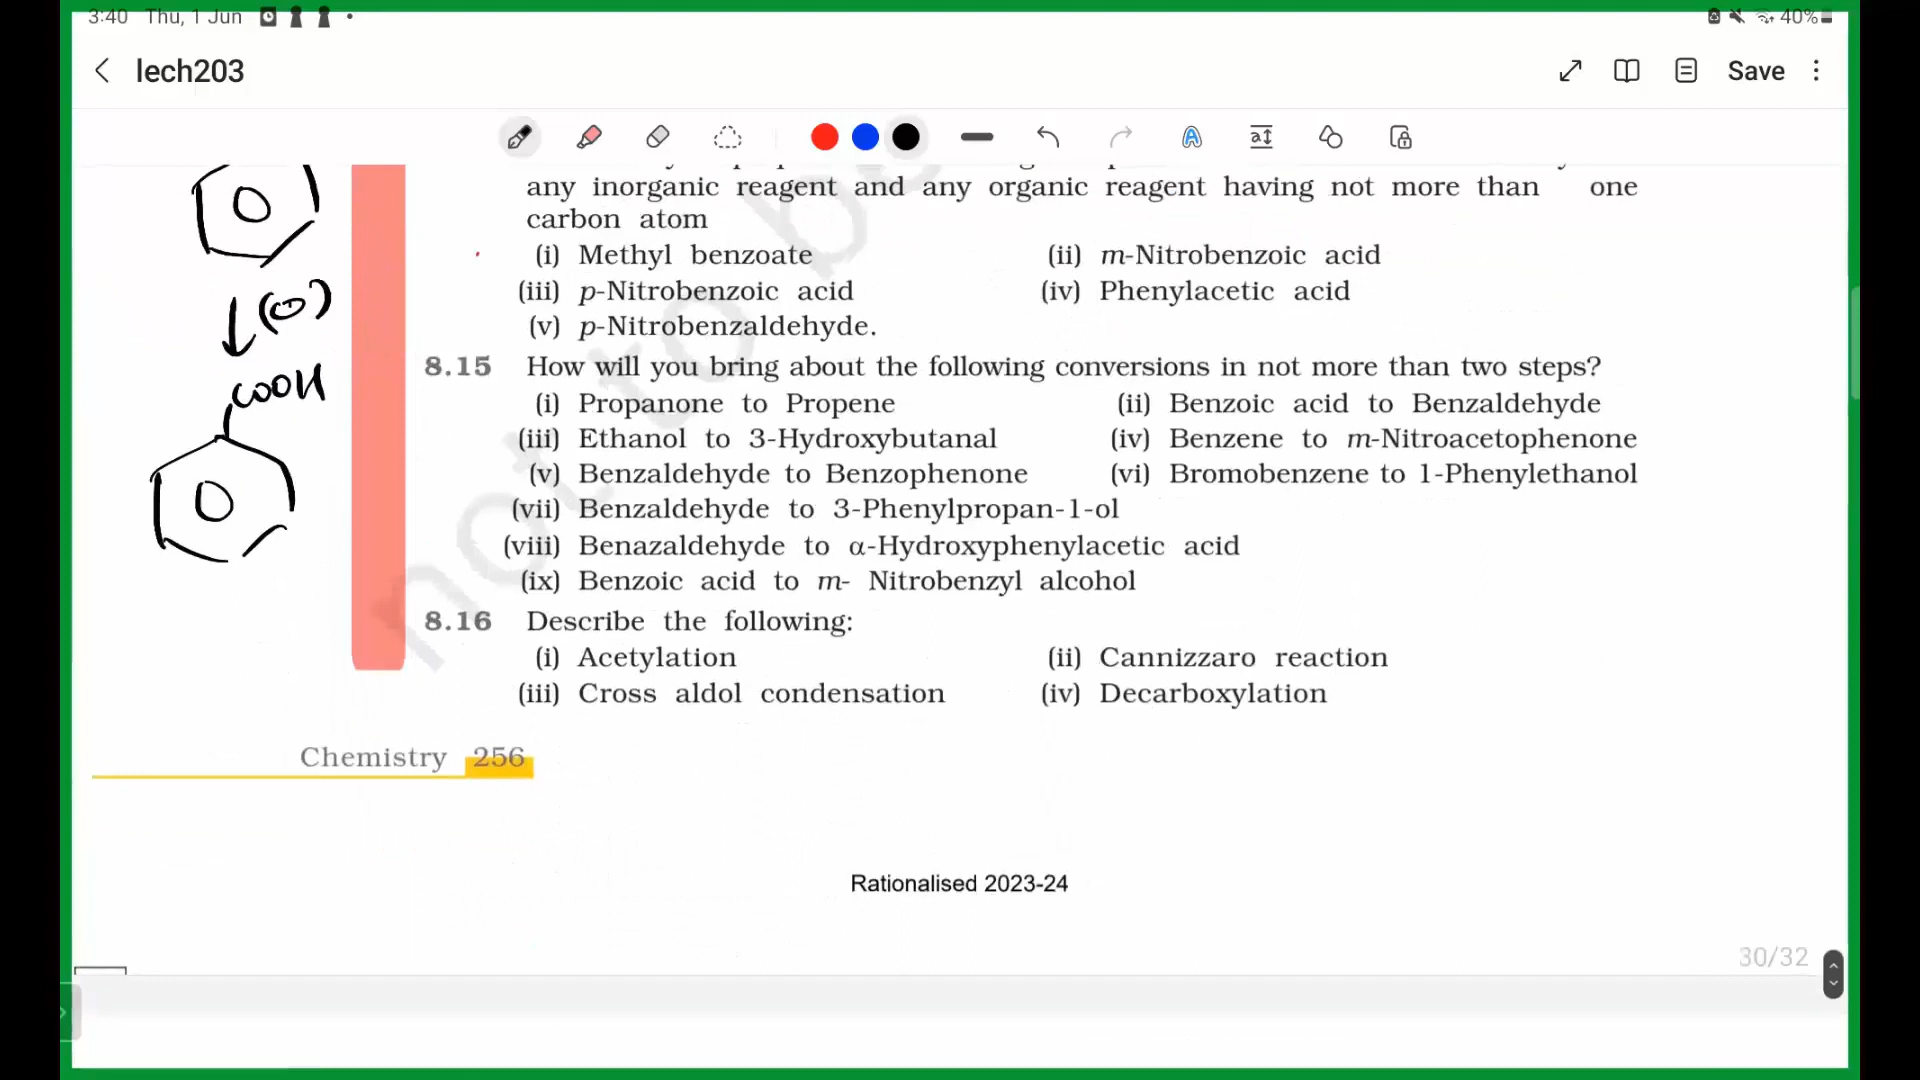 3:40 Thu, 1 Jun
40%
lech203
Save
any inorganic reagent and any organic reagent having not more than one
carbon atom
(i) Methyl benzoate (ii) m-Nitrobenzoic acid
(iii) p-Nitrobenzoic acid (iv) Phenylacetic acid
(v) p-Nitrobenzaldehyde.
8.15 How will you bring about the following conversions in not more than two steps?
(i) Propanone to Propene (ii) Benzoic acid to Benzaldehyde
(iii) Ethanol to 3-Hydroxybutanal (iv) Benzene to m-Nitroacetophenone
(v) Benzaldehyde to Benzophenone (vi) Bromobenzene to 1-Phenylethanol
(vii) Benzaldehyde to 3-Phenylpropan-1-ol
(viii) Benazaldehyde to α-Hydroxyphenylacetic acid
(ix) Benzoic acid to m- Nitrobenzyl alcohol
8.16 Describe the following:
(i) Acetylation (ii) Cannizzaro reaction
(iii) Cross aldol condensation (iv) Decarboxylation
(O)
COOH
not to be
Chemistry 256
Rationalised 2023-24
30/32